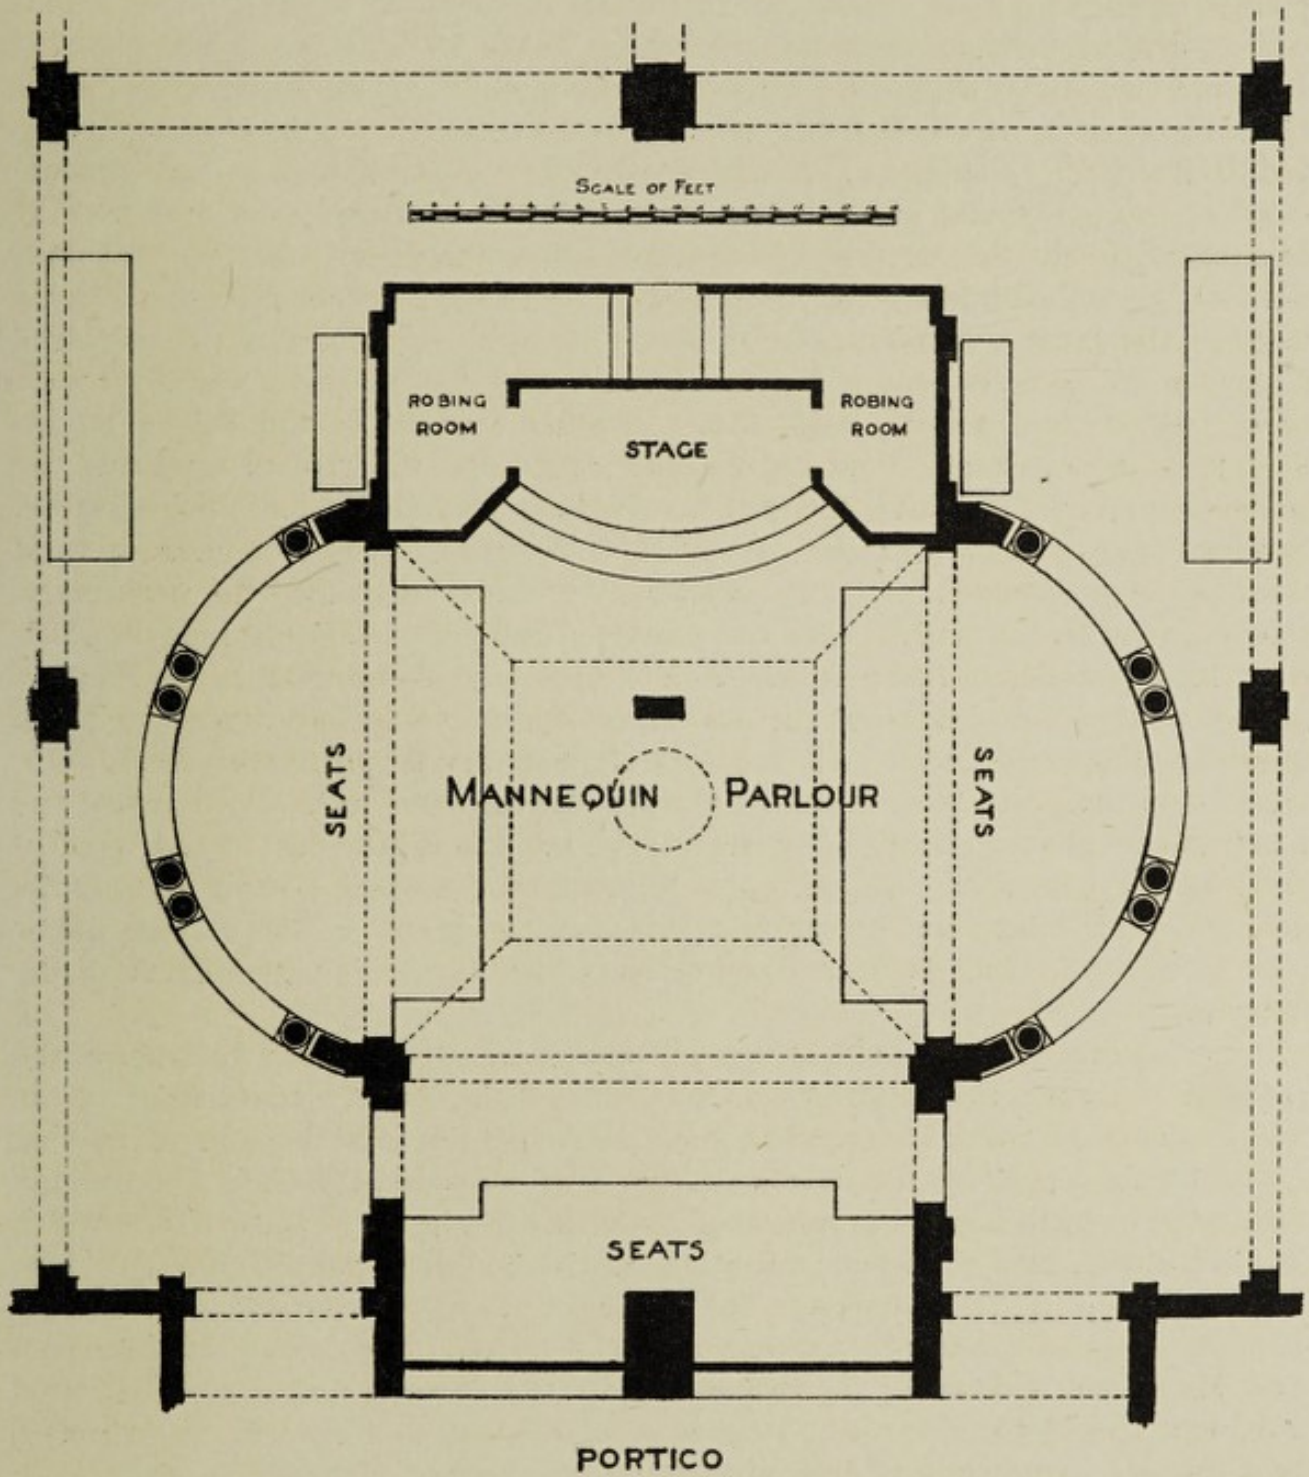 SCALE OF FEET
ROBING
ROOM
STAGE
ROBING
ROOM
SEATS
MANNEQUIN PARLOUR
SEATS
SEATS
PORTICO